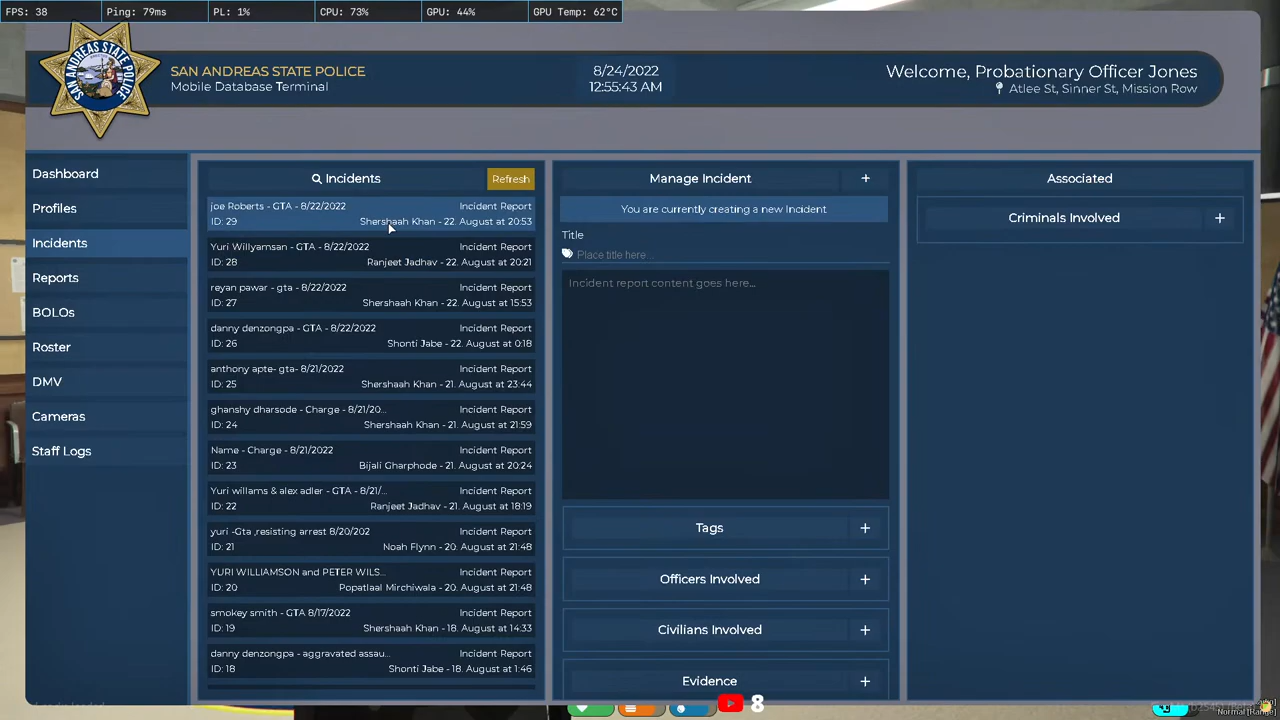 FPS: 38
Ping: 79ms
PL: 1%
CPU: 73%
GPU: 44%
GPU Temp: 62°C
SAN ANDREAS STATE POLICE
SAN ANDREAS STATE POLICE
Mobile Database Terminal
8/24/2022
12:55:43 AM
Welcome, Probationary Officer Jones
Atlee St, Sinner St, Mission Row
Dashboard
Profiles
Incidents
Reports
BOLOs
Roster
DMV
Cameras
Staff Logs
Incidents
Refresh
joe Roberts - GTA - 8/22/2022 Incident Report
ID: 29 Shershaah Khan - 22. August at 20:53
Yuri Willyamsan - GTA - 8/22/2022 Incident Report
ID: 28 Ranjeet Jadhav - 22. August at 20:21
reyan pawar - gta - 8/22/2022 Incident Report
ID: 27 Shershaah Khan - 22. August at 15:53
danny denzongpa - GTA - 8/22/2022 Incident Report
ID: 26 Shonti Jabe - 22. August at 0:18
anthony apte- gta- 8/21/2022 Incident Report
ID: 25 Shershaah Khan - 21. August at 23:44
ghanshy dharsode - Charge - 8/21/20... Incident Report
ID: 24 Shershaah Khan - 21. August at 21:59
Name - Charge - 8/21/2022 Incident Report
ID: 23 Bijali Gharphode - 21. August at 20:24
Yuri willams & alex adler - GTA - 8/21/... Incident Report
ID: 22 Ranjeet Jadhav - 21. August at 18:19
yuri -Gta ,resisting arrest 8/20/202 Incident Report
ID: 21 Noah Flynn - 20. August at 21:48
YURI WILLIAMSON and PETER WILS... Incident Report
ID: 20 Popatlaal Mirchiwala - 20. August at 21:48
smokey smith - GTA 8/17/2022 Incident Report
ID: 19 Shershaah Khan - 18. August at 14:33
danny denzongpa - aggravated assau... Incident Report
ID: 18 Shonti Jabe - 18. August at 1:46
Manage Incident +
You are currently creating a new Incident.
Title
Place title here...
Incident report content goes here...
Tags +
Officers Involved +
Civilians Involved +
Evidence +
Associated
Criminals Involved +
8
Normal [Range]